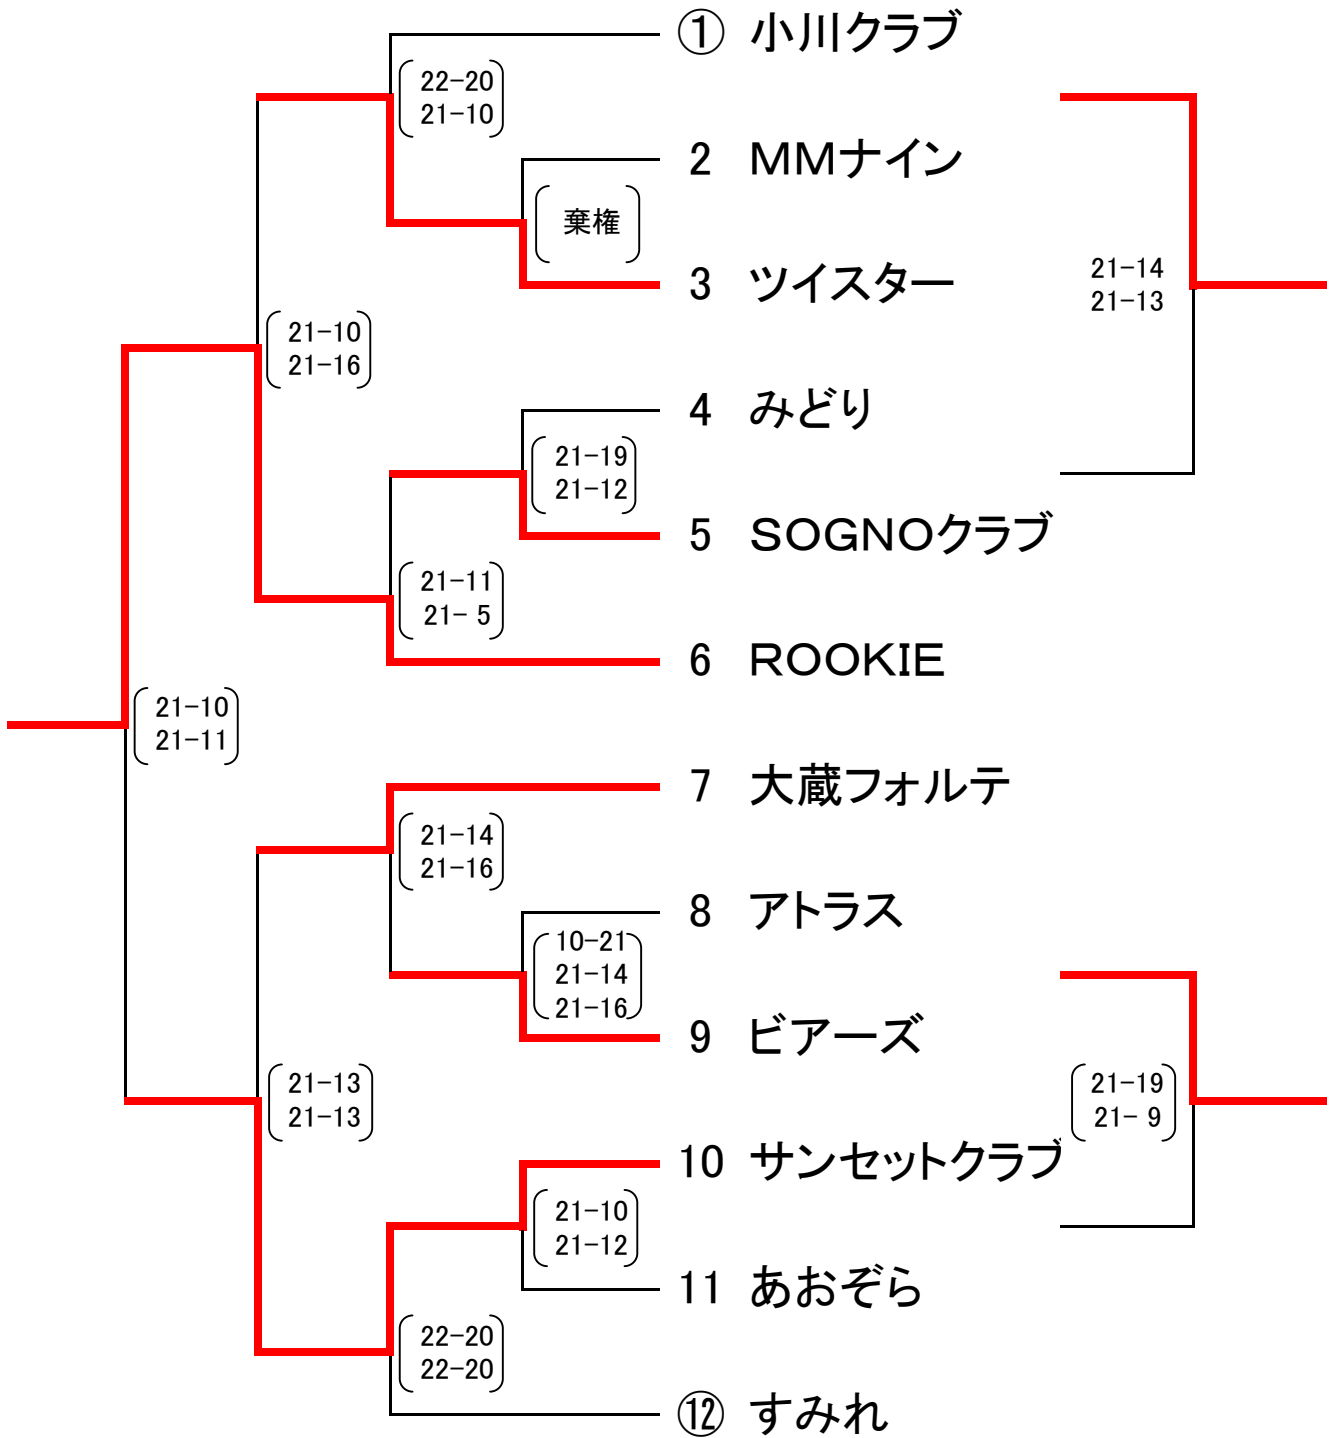 ① 小川クラブ
22-20
21-10
2 MMナイン
棄権
3 ツイスター
21-14
21-13
21-10
21-16
4 みどり
21-19
21-12
5 SOGNOクラブ
21-11
21- 5
6 ROOKIE
21-10
21-11
7 大蔵フォルテ
21-14
21-16
8 アトラス
10-21
21-14
21-16
9 ビアーズ
21-13
21-13
21-19
21- 9
10 サンセットクラブ
21-10
21-12
11 あおぞら
22-20
22-20
⑫ すみれ